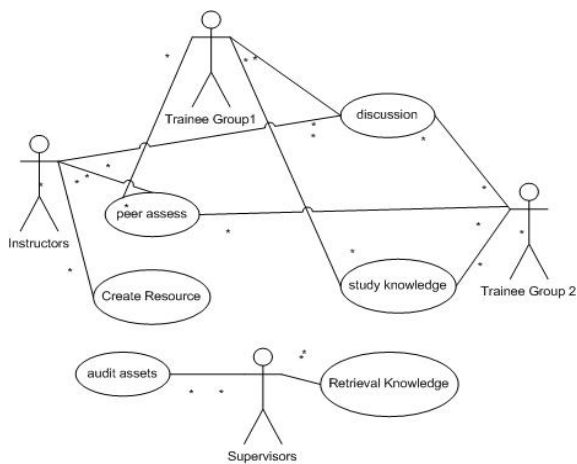 Trainee Group1
discussion
peer assess
Instructors
Create Resource
study knowledge
Trainee Group 2
audit assets
Retrieval Knowledge
Supervisors